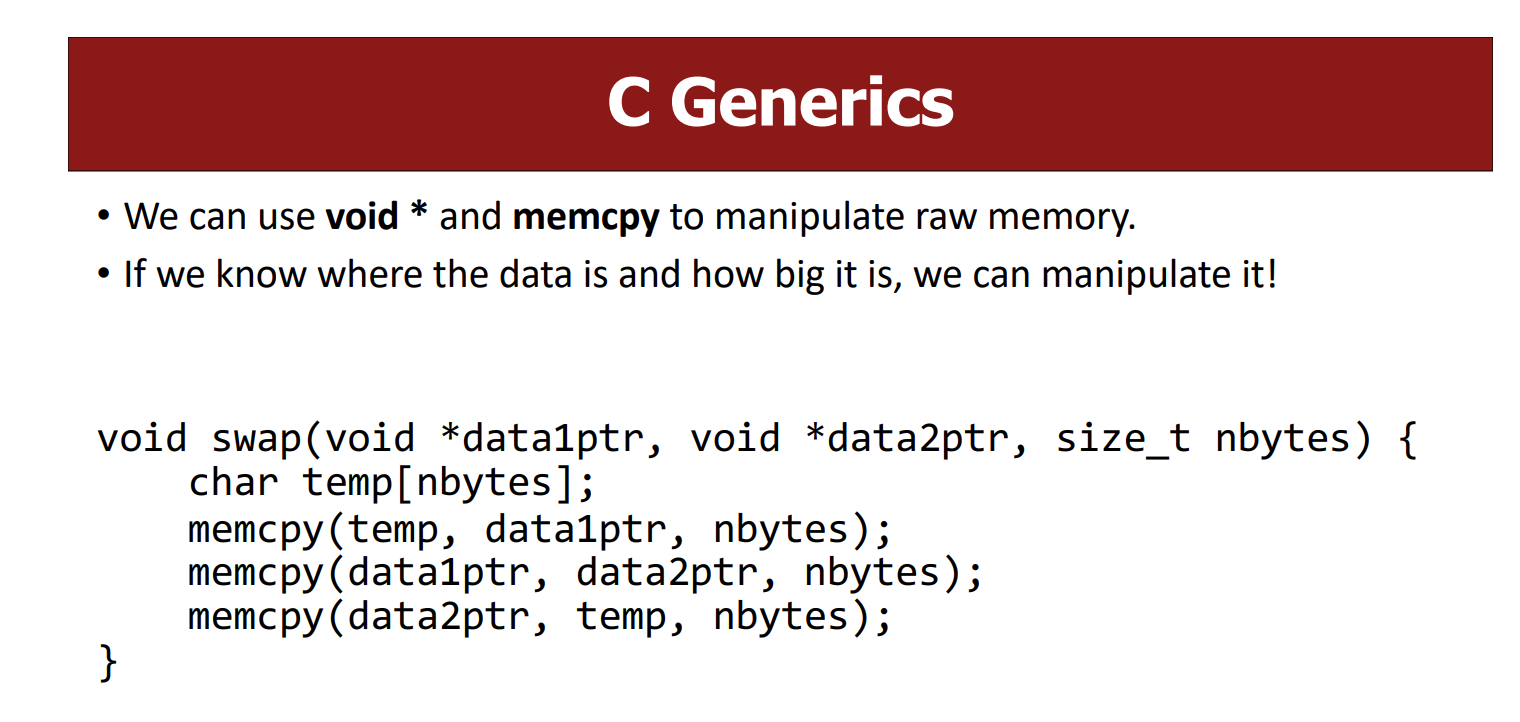 C Generics
• We can use void * and memcpy to manipulate raw memory.
• If we know where the data is and how big it is, we can manipulate it!
void swap(void *data1ptr, void *data2ptr, size_t nbytes) {
    char temp[nbytes];
    memcpy(temp, data1ptr, nbytes);
    memcpy(data1ptr, data2ptr, nbytes);
    memcpy(data2ptr, temp, nbytes);
}